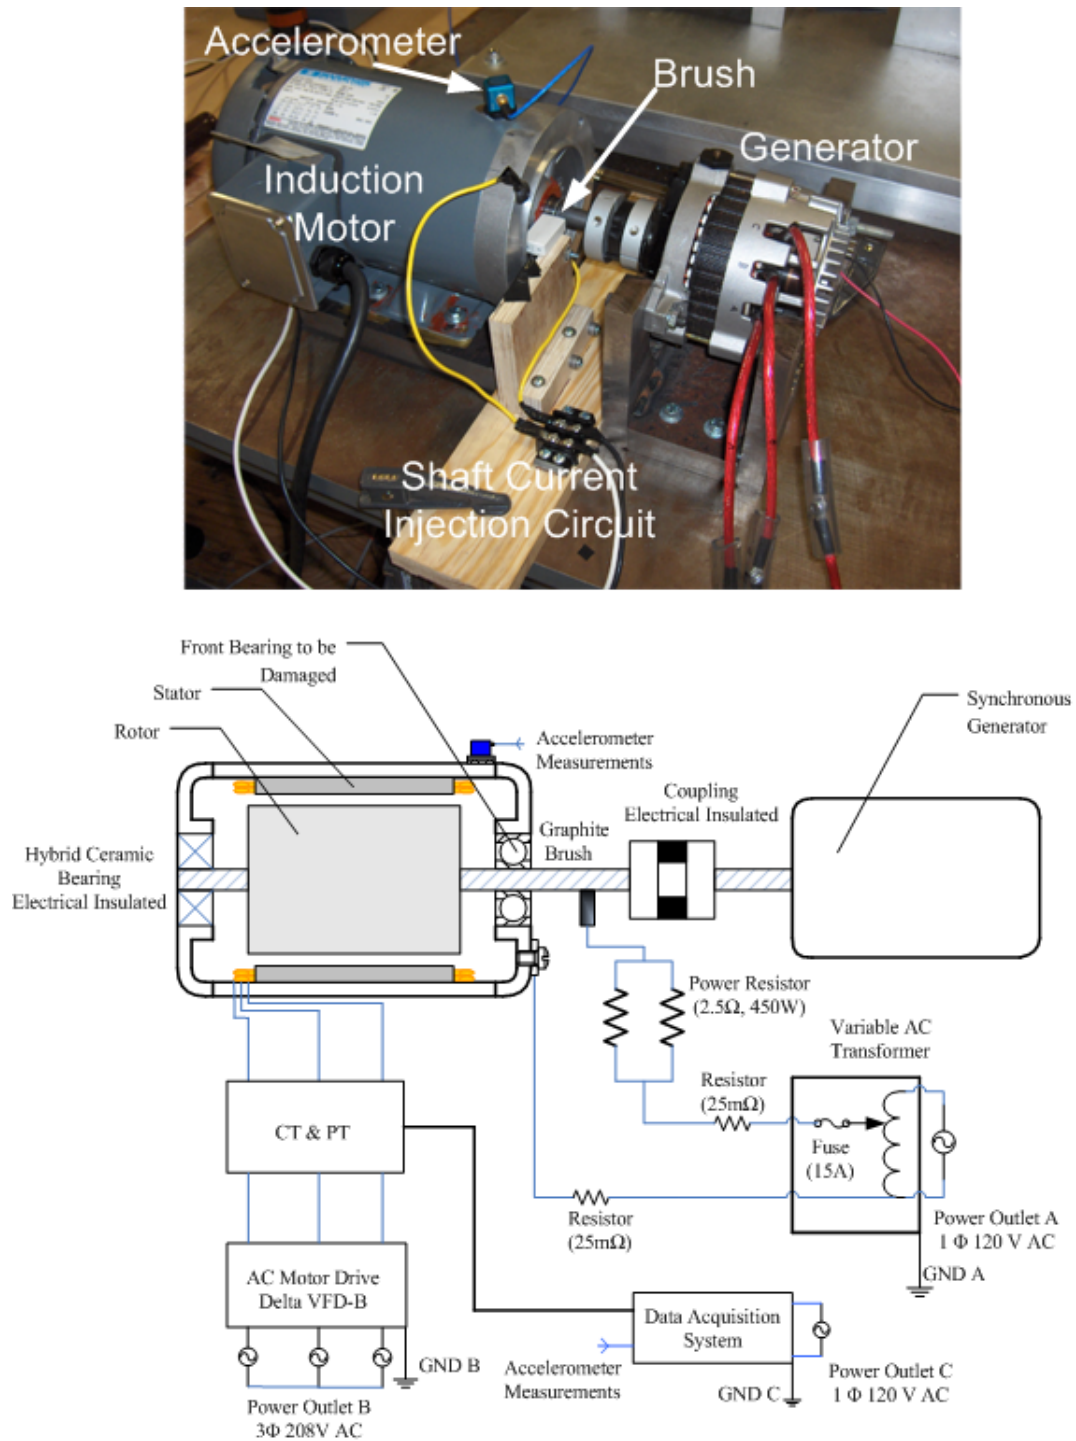 Accelerometer
Brush
Generator
Induction
Motor
Shaft Current
Injection Circuit
Front Bearing to be
Damaged
Stator
Rotor
Synchronous
Generator
Accelerometer
Measurements
Coupling
Electrical Insulated
Graphite
Brush
Hybrid Ceramic
Bearing
Electrical Insulated
Power Resistor
(2.5Ω, 450W)
Variable AC
Transformer
Resistor
(25mΩ)
CT & PT
Fuse
(15A)
Resistor
(25mΩ)
Power Outlet A
1 Φ 120 V AC
GND A
AC Motor Drive
Delta VFD-B
Data Acquisition
System
GND B
Accelerometer
Measurements
GND C
Power Outlet C
1 Φ 120 V AC
Power Outlet B
3Φ 208V AC